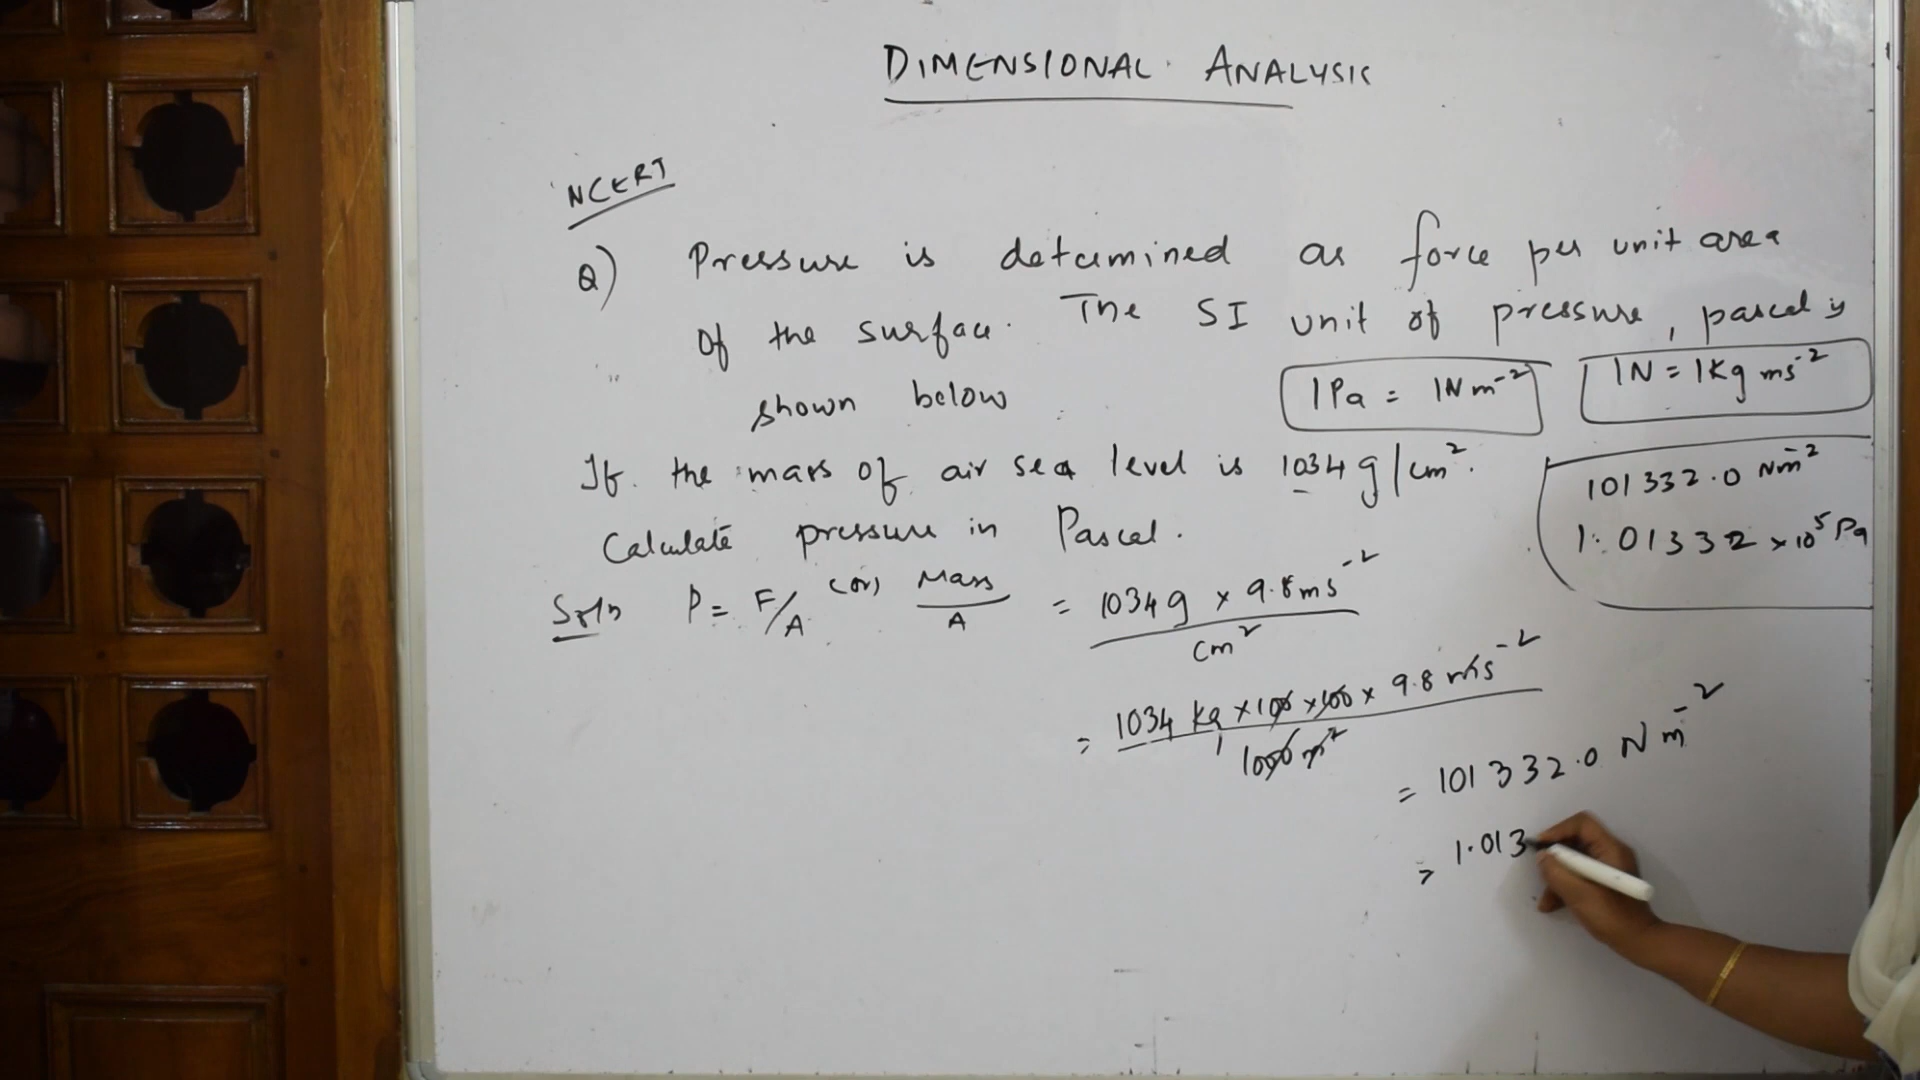 DIMENSIONAL ANALYSIS
NCERT
Q) Pressure is determined as force per unit area
of the surface. The SI unit of pressure, pascal is
shown below
1Pa = 1N m⁻²
1N = 1Kg ms⁻²
If the mass of air sea level is 1034 g/cm².
Calculate pressure in Pascal.
101332.0 Nm⁻²
1.01332 × 10⁵ Pa
Soln P = F/A (or) Mass/A = 1034g × 9.8ms⁻² / cm²
= 1034 kg × 100 × 100 × 9.8 ms⁻² / 1000 m²
= 101332.0 N m⁻²
= 1.013